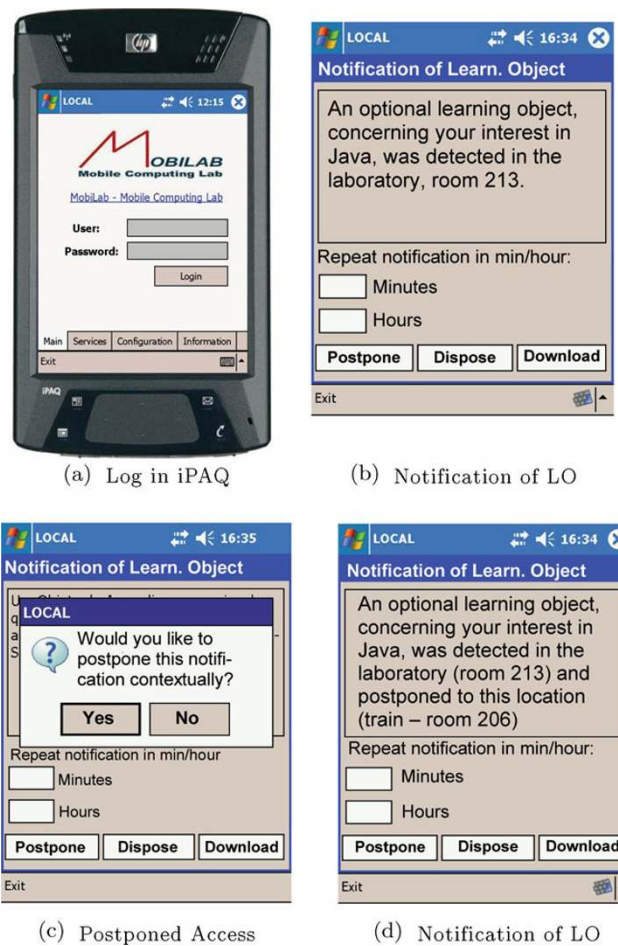 hp
LOCAL 12:15
MOBILAB
Mobile Computing Lab
MobiLab - Mobile Computing Lab
User:
Password:
Login
Main Services Configuration Information
Exit
iPAQ
(a) Log in iPAQ
LOCAL 16:34
Notification of Learn. Object
An optional learning object,
concerning your interest in
Java, was detected in the
laboratory, room 213.
Repeat notification in min/hour:
Minutes
Hours
Postpone Dispose Download
Exit
(b) Notification of LO
LOCAL 16:35
Notification of Learn. Object
LOCAL
Would you like to
postpone this notifi-
cation contextually?
Yes No
Repeat notification in min/hour
Minutes
Hours
Postpone Dispose Download
Exit
(c) Postponed Access
LOCAL 16:34
Notification of Learn. Object
An optional learning object,
concerning your interest in
Java, was detected in the
laboratory (room 213) and
postponed to this location
(train – room 206)
Repeat notification in min/hour:
Minutes
Hours
Postpone Dispose Download
Exit
(d) Notification of LO